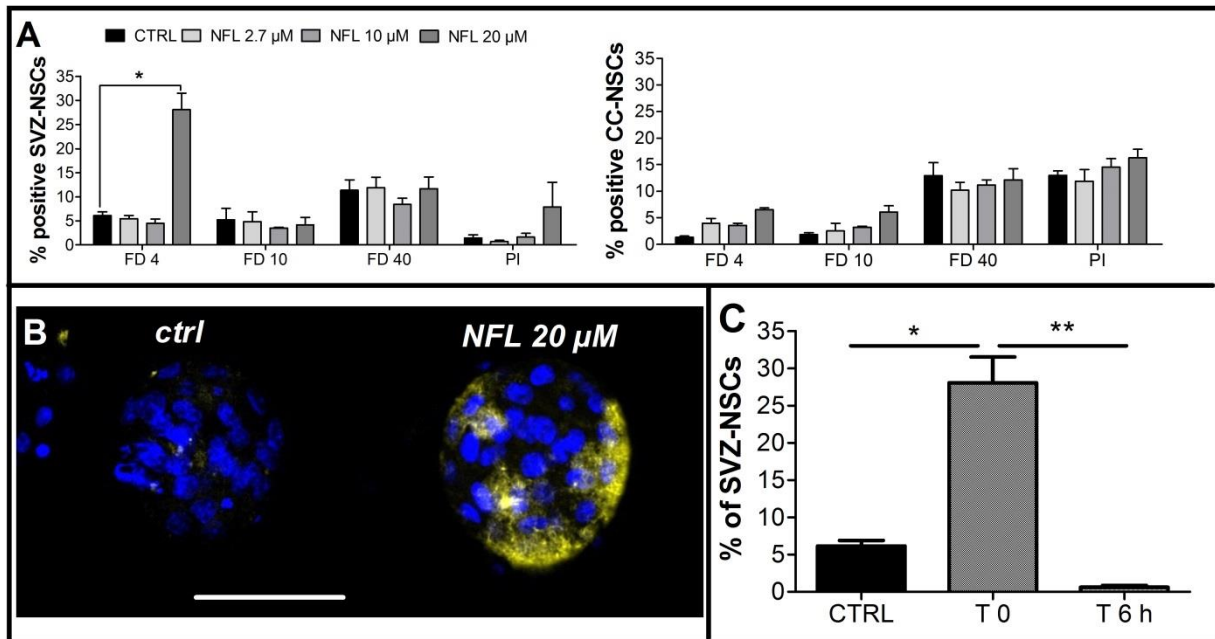 A
CTRL NFL 2.7 µM NFL 10 µM NFL 20 µM
% positive SVZ-NSCs
35
30
25
20
15
10
5
0
*
FD 4 FD 10 FD 40 PI
% positive CC-NSCs
35
30
25
20
15
10
5
0
FD 4 FD 10 FD 40 PI
B
ctrl NFL 20 µM
C
% of SVZ-NSCs
35
30
25
20
15
10
5
0
* **
CTRL T 0 T 6 h